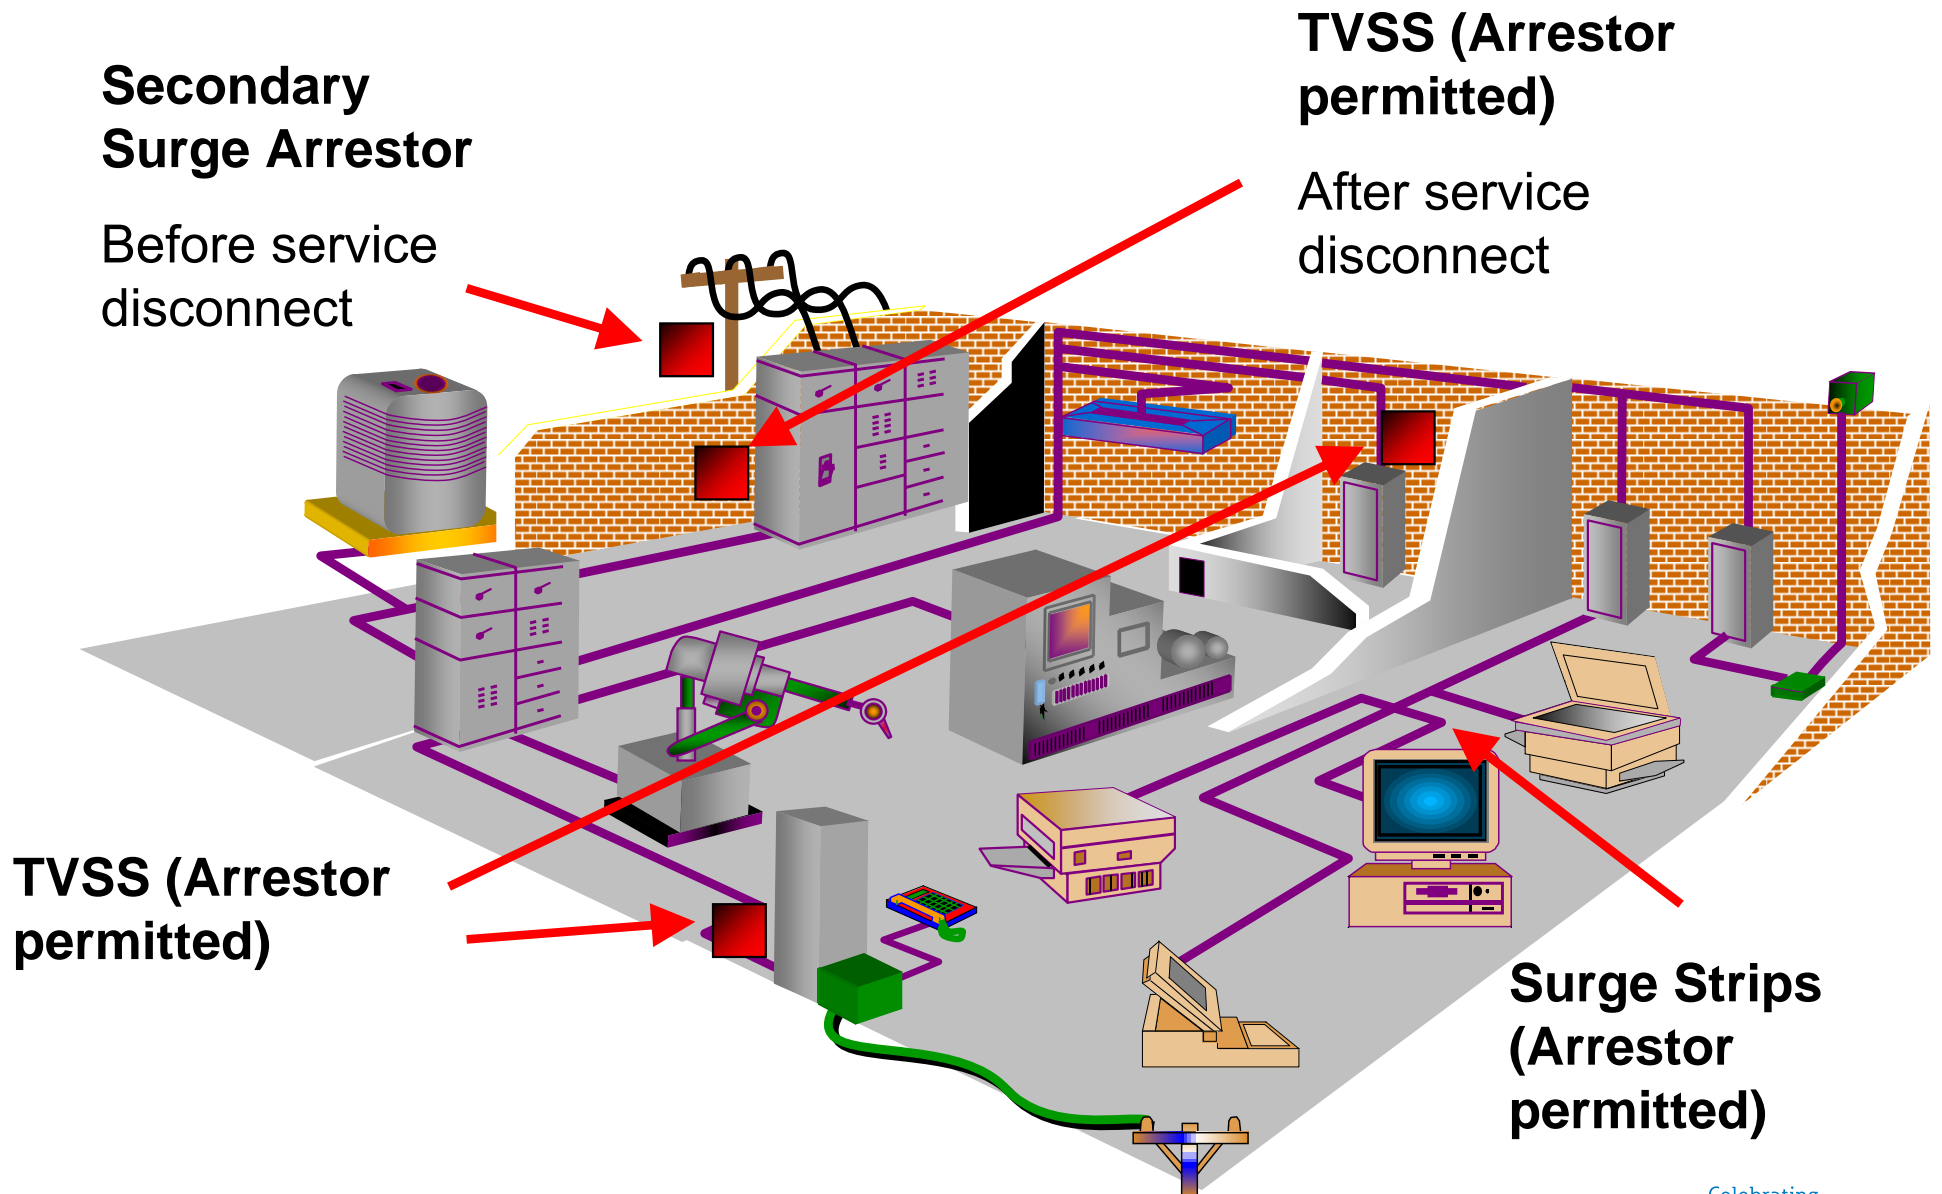 Secondary
Surge Arrestor
Before service
disconnect
TVSS (Arrestor
permitted)
After service
disconnect
TVSS (Arrestor
permitted)
Surge Strips
(Arrestor
permitted)
Celebrating